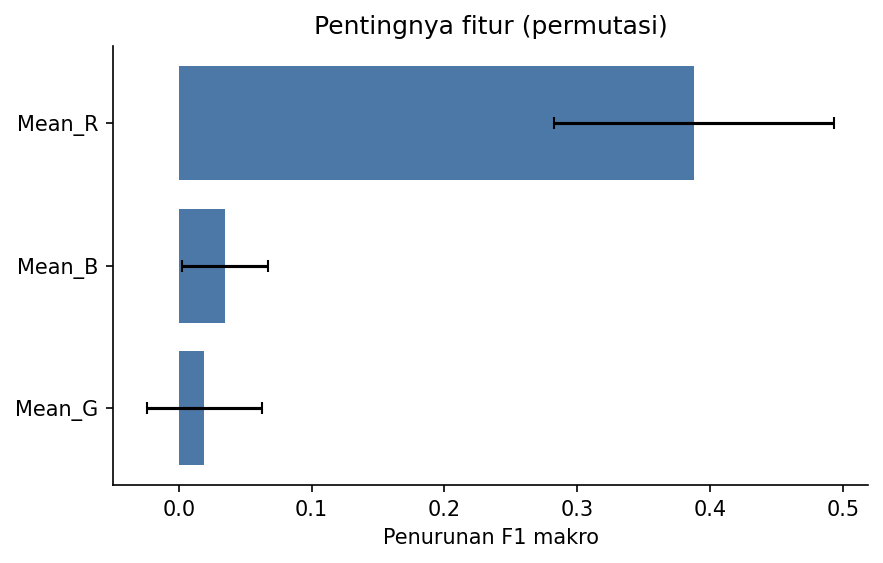 Pentingnya fitur (permutasi)
Mean_R
Mean_B
Mean_G
0.0 0.1 0.2 0.3 0.4 0.5
Penurunan F1 makro